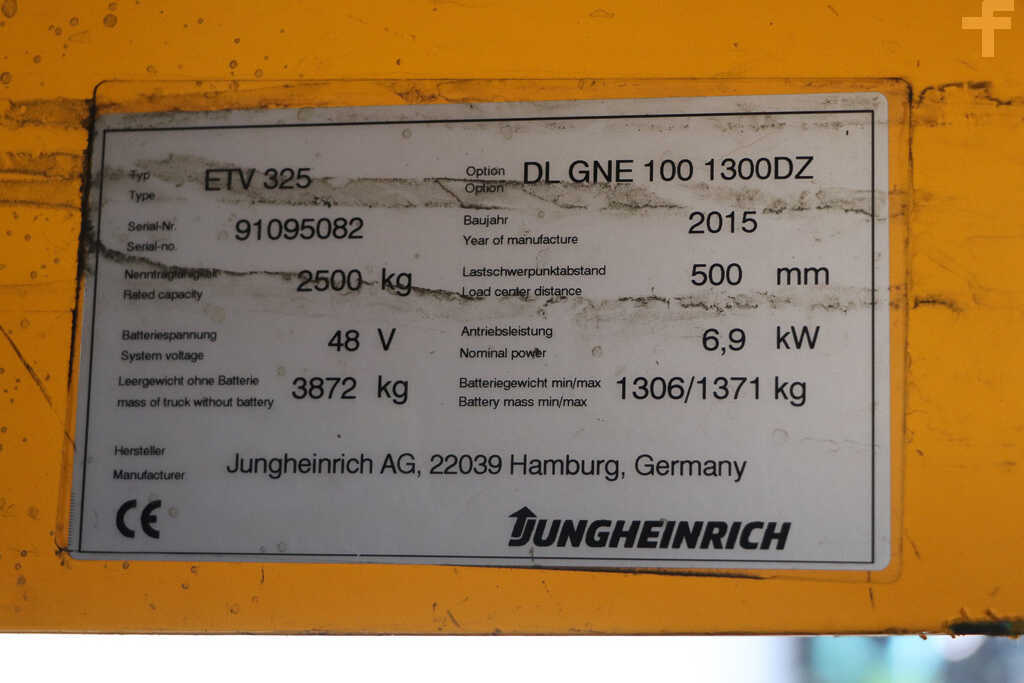 Typ ETV 325 Option DL GNE 100 1300DZ
Type Option
Serial-Nr. 91095082 Baujahr 2015
Serial-no. Year of manufacture
Nenntragfähigkeit 2500 kg Lastschwerpunktabstand 500 mm
Rated capacity Load center distance
Batteriespannung 48 V Antriebsleistung 6,9 kW
System voltage Nominal power
Leergewicht ohne Batterie 3872 kg Batteriegewicht min/max 1306/1371 kg
mass of truck without battery Battery mass min/max
Hersteller Jungheinrich AG, 22039 Hamburg, Germany
Manufacturer
CE JUNGHEINRICH